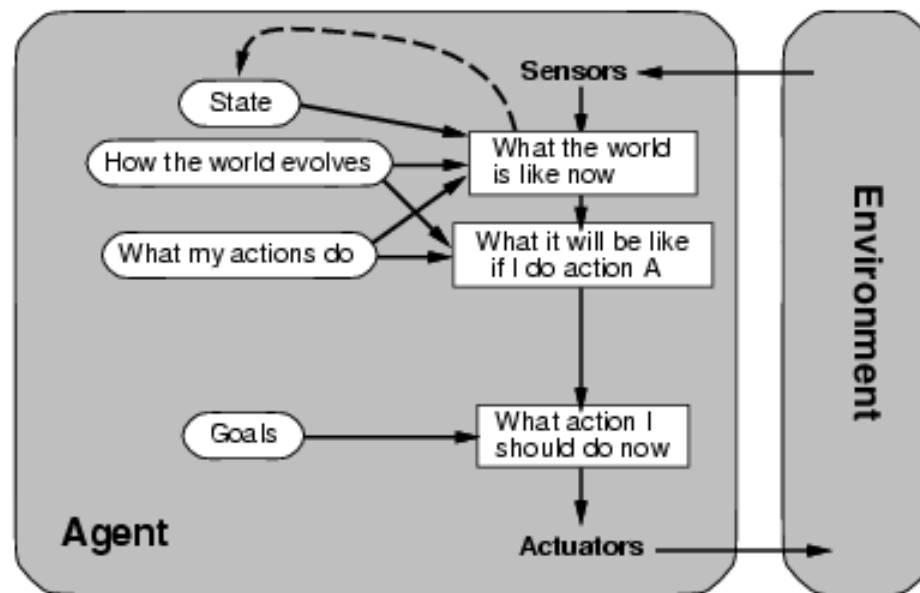 Sensors
State
What the world
is like now
How the world evolves
What it will be like
if I do action A
What my actions do
Environment
What action I
should do now
Goals
Agent
Actuators